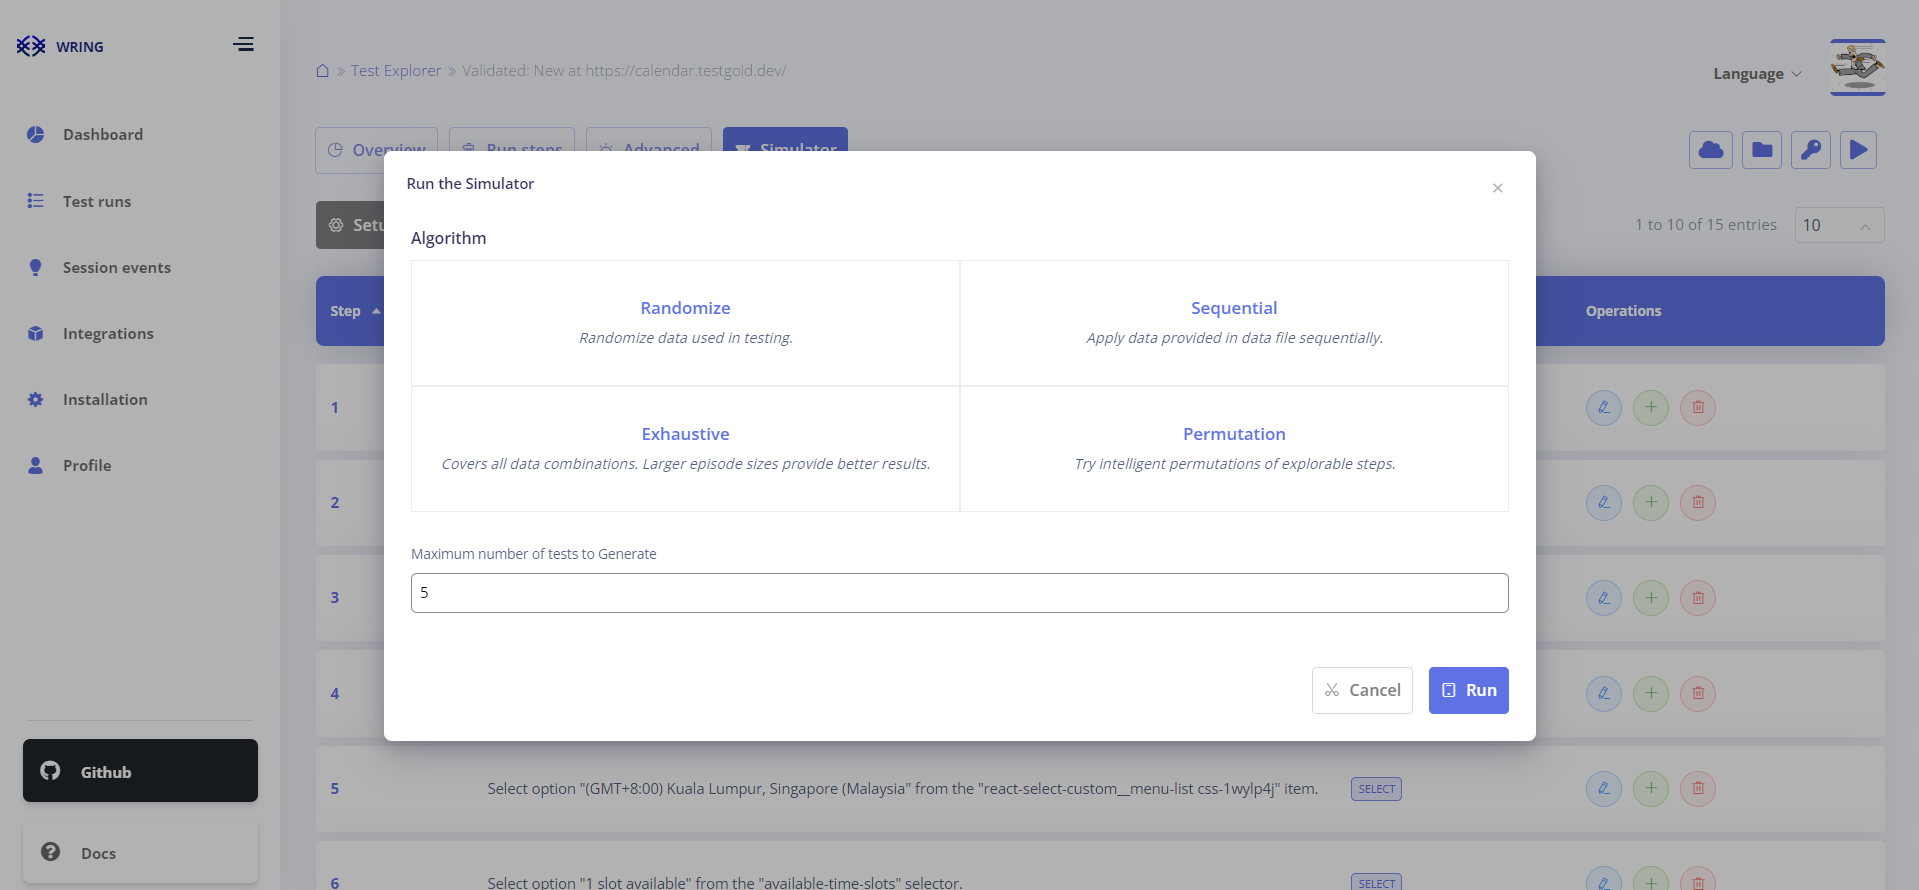 WRING
Test Explorer » Validated: New at https://calendar.testgold.dev/
Language
Dashboard
Test runs
Session events
Integrations
Installation
Profile
Github
Docs
Overview
Run steps
Advanced
Simulator
Setu
1 to 10 of 15 entries
10
Step
Operations
Run the Simulator
×
Algorithm
Randomize
Randomize data used in testing.
Sequential
Apply data provided in data file sequentially.
Exhaustive
Covers all data combinations. Larger episode sizes provide better results.
Permutation
Try intelligent permutations of explorable steps.
Maximum number of tests to Generate
5
Cancel
Run
1
2
3
4
5 Select option "(GMT+8:00) Kuala Lumpur, Singapore (Malaysia" from the "react-select-custom__menu-list css-1wylp4j" item. SELECT
6 Select option "1 slot available" from the "available-time-slots" selector. SELECT